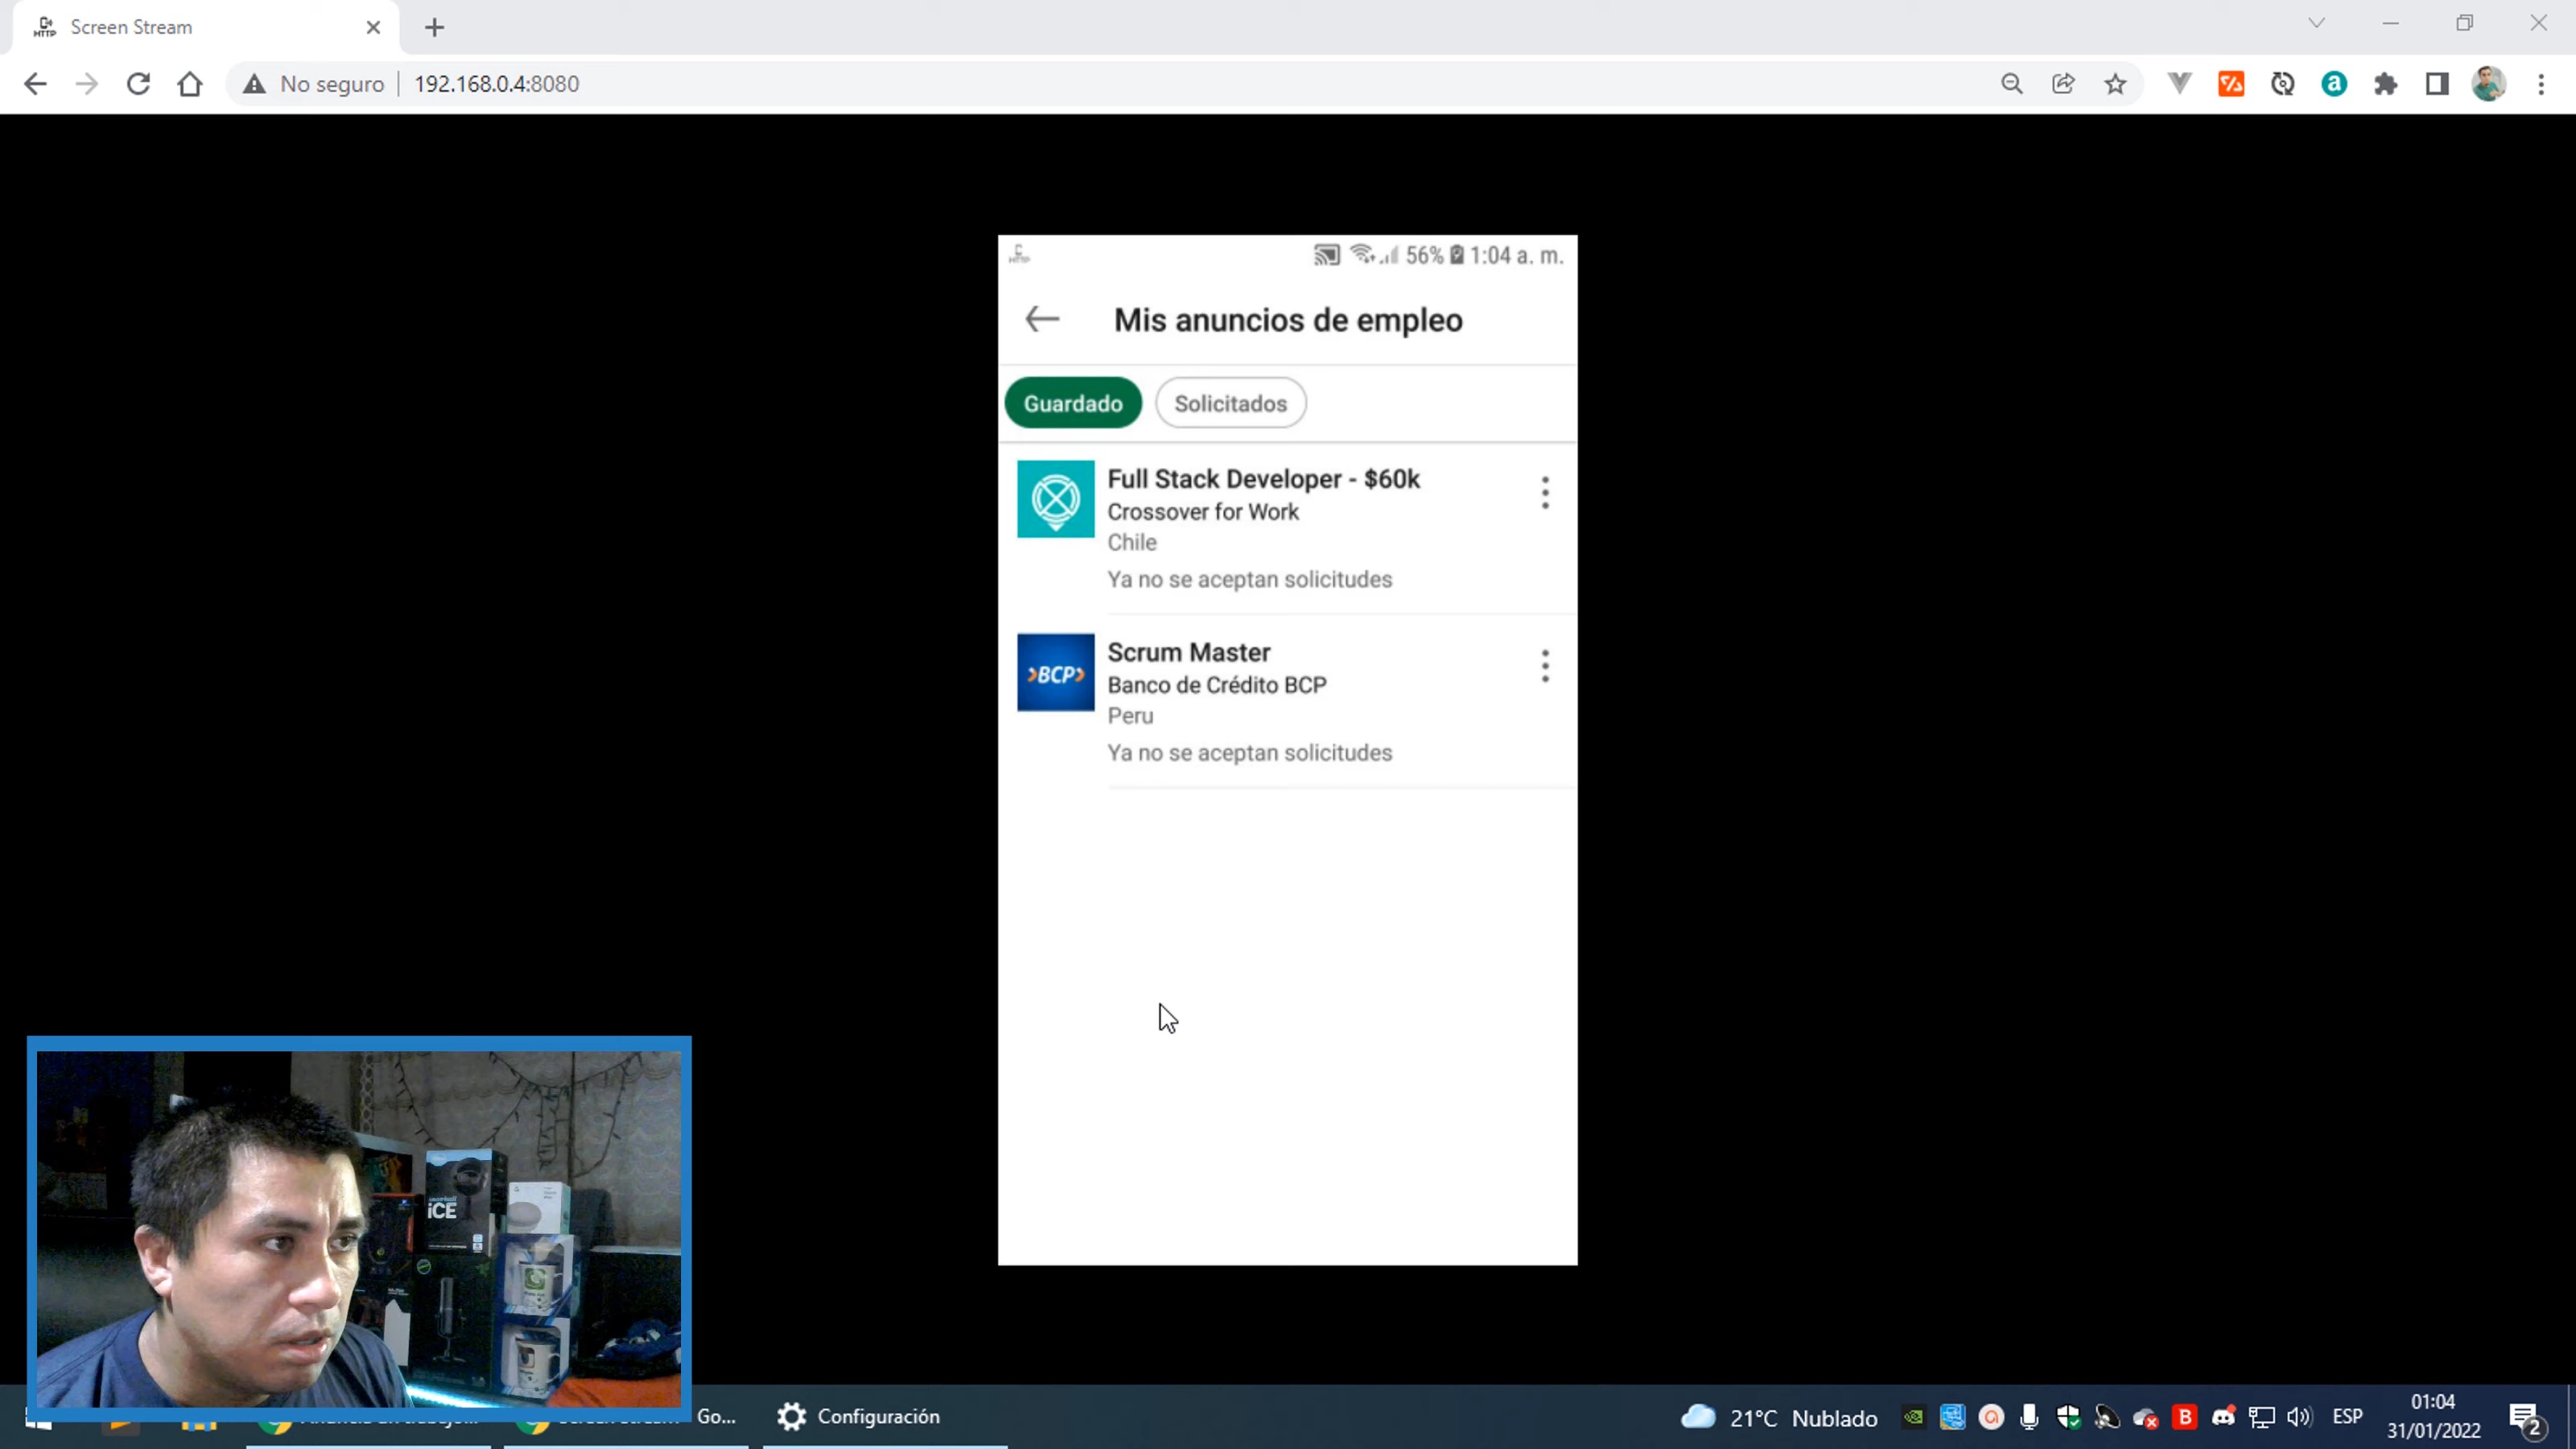 Screen Stream
No seguro
192.168.0.4:8080
HTTP
56%
1:04 a. m.
Mis anuncios de empleo
Guardado
Solicitados
Full Stack Developer - $60k
Crossover for Work
Chile
Ya no se aceptan solicitudes
>BCP>
Scrum Master
Banco de Crédito BCP
Peru
Ya no se aceptan solicitudes
iCE
Go...
Configuración
21°C Nublado
ESP
01:04
31/01/2022
2